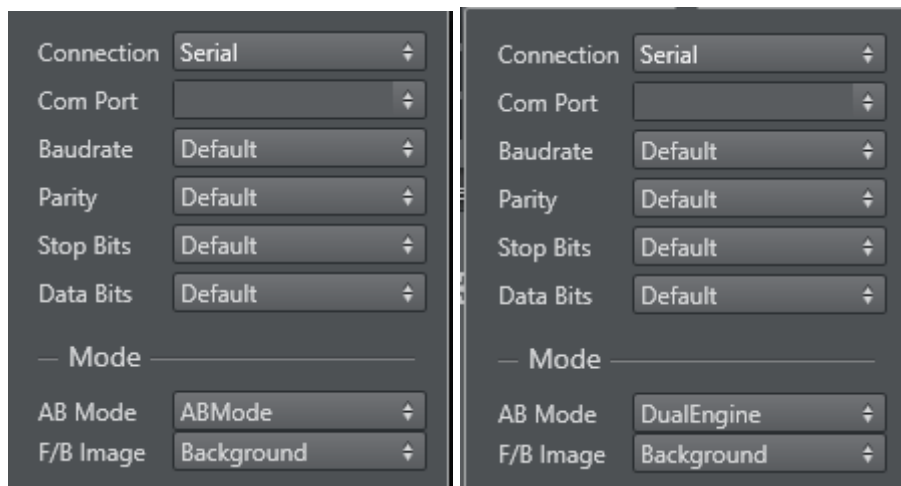 Connection Serial
Com Port
Baudrate Default
Parity Default
Stop Bits Default
Data Bits Default
Mode
AB Mode ABMode
F/B Image Background
Connection Serial
Com Port
Baudrate Default
Parity Default
Stop Bits Default
Data Bits Default
Mode
AB Mode DualEngine
F/B Image Background